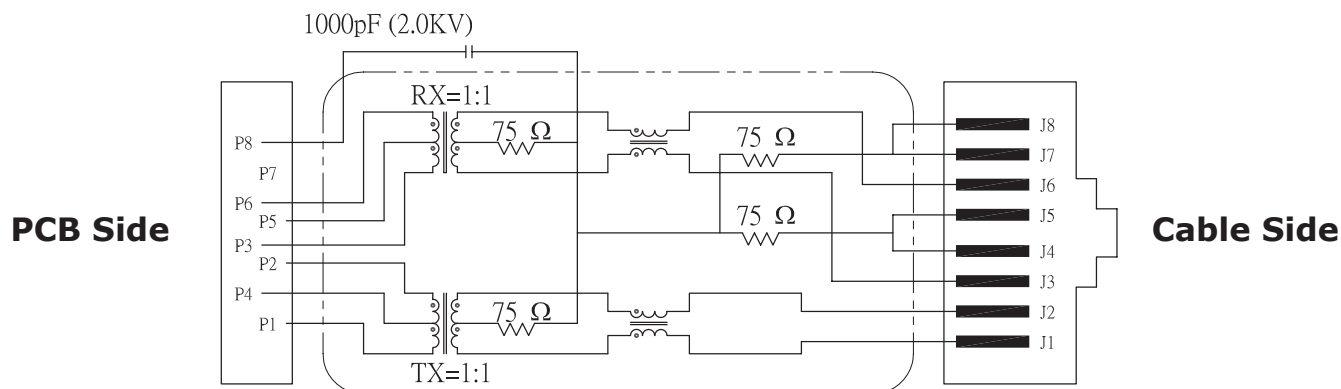 1000pF (2.0KV)
RX=1:1
75 Ω
75 Ω
75 Ω
75 Ω
TX=1:1
PCB Side
P8
P7
P6
P5
P3
P2
P4
P1
J8
J7
J6
J5
J4
J3
J2
J1
Cable Side